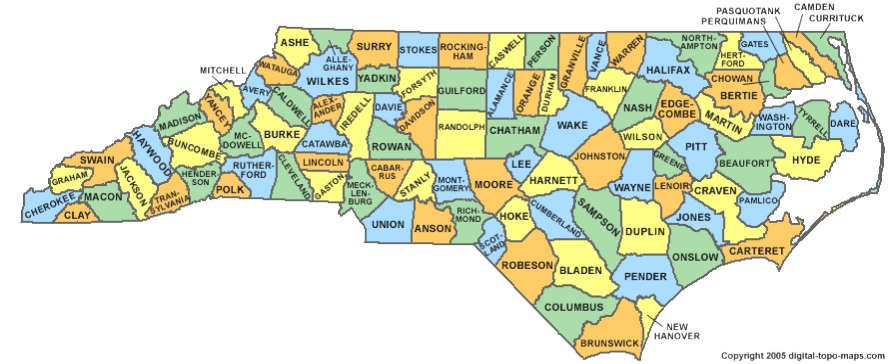 PASQUOTANK
PERQUIMANS
CAMDEN
CURRITUCK
ASHE
ALLE-
GHANY
SURRY
STOKES
ROCKING-
HAM
CASWELL
PERSON
GRANVILLE
VANCE
WARREN
NORTH-
AMPTON
HERT-
FORD
GATES
MITCHELL
WATAUGA
WILKES
YADKIN
FORSYTH
GUILFORD
ALAMANCE
ORANGE
DURHAM
FRANKLIN
HALIFAX
CHOWAN
BERTIE
AVERY
CALDWELL
ALEX-
ANDER
IREDELL
DAVIE
DAVIDSON
RANDOLPH
CHATHAM
WAKE
NASH
EDGE-
COMBE
MARTIN
WASH-
INGTON
TYRRELL
DARE
MADISON
YANCEY
MC-
DOWELL
BURKE
CATAWBA
ROWAN
WILSON
PITT
BEAUFORT
HYDE
HAYWOOD
BUNCOMBE
RUTHER-
FORD
CLEVELAND
LINCOLN
GASTON
CABAR-
RUS
STANLY
MONT-
GOMERY
MOORE
LEE
HARNETT
JOHNSTON
WAYNE
GREENE
LENOIR
CRAVEN
PAMLICO
SWAIN
GRAHAM
JACKSON
HENDER-
SON
TRAN-
SYLVANIA
POLK
MECK-
LEN-
BURG
CHEROKEE
CLAY
MACON
UNION
ANSON
RICH-
MOND
SCOT-
LAND
HOKE
CUMBERLAND
SAMPSON
DUPLIN
JONES
ONSLOW
CARTERET
ROBESON
BLADEN
PENDER
COLUMBUS
BRUNSWICK
NEW
HANOVER
Copyright 2005 digital-topo-maps.com